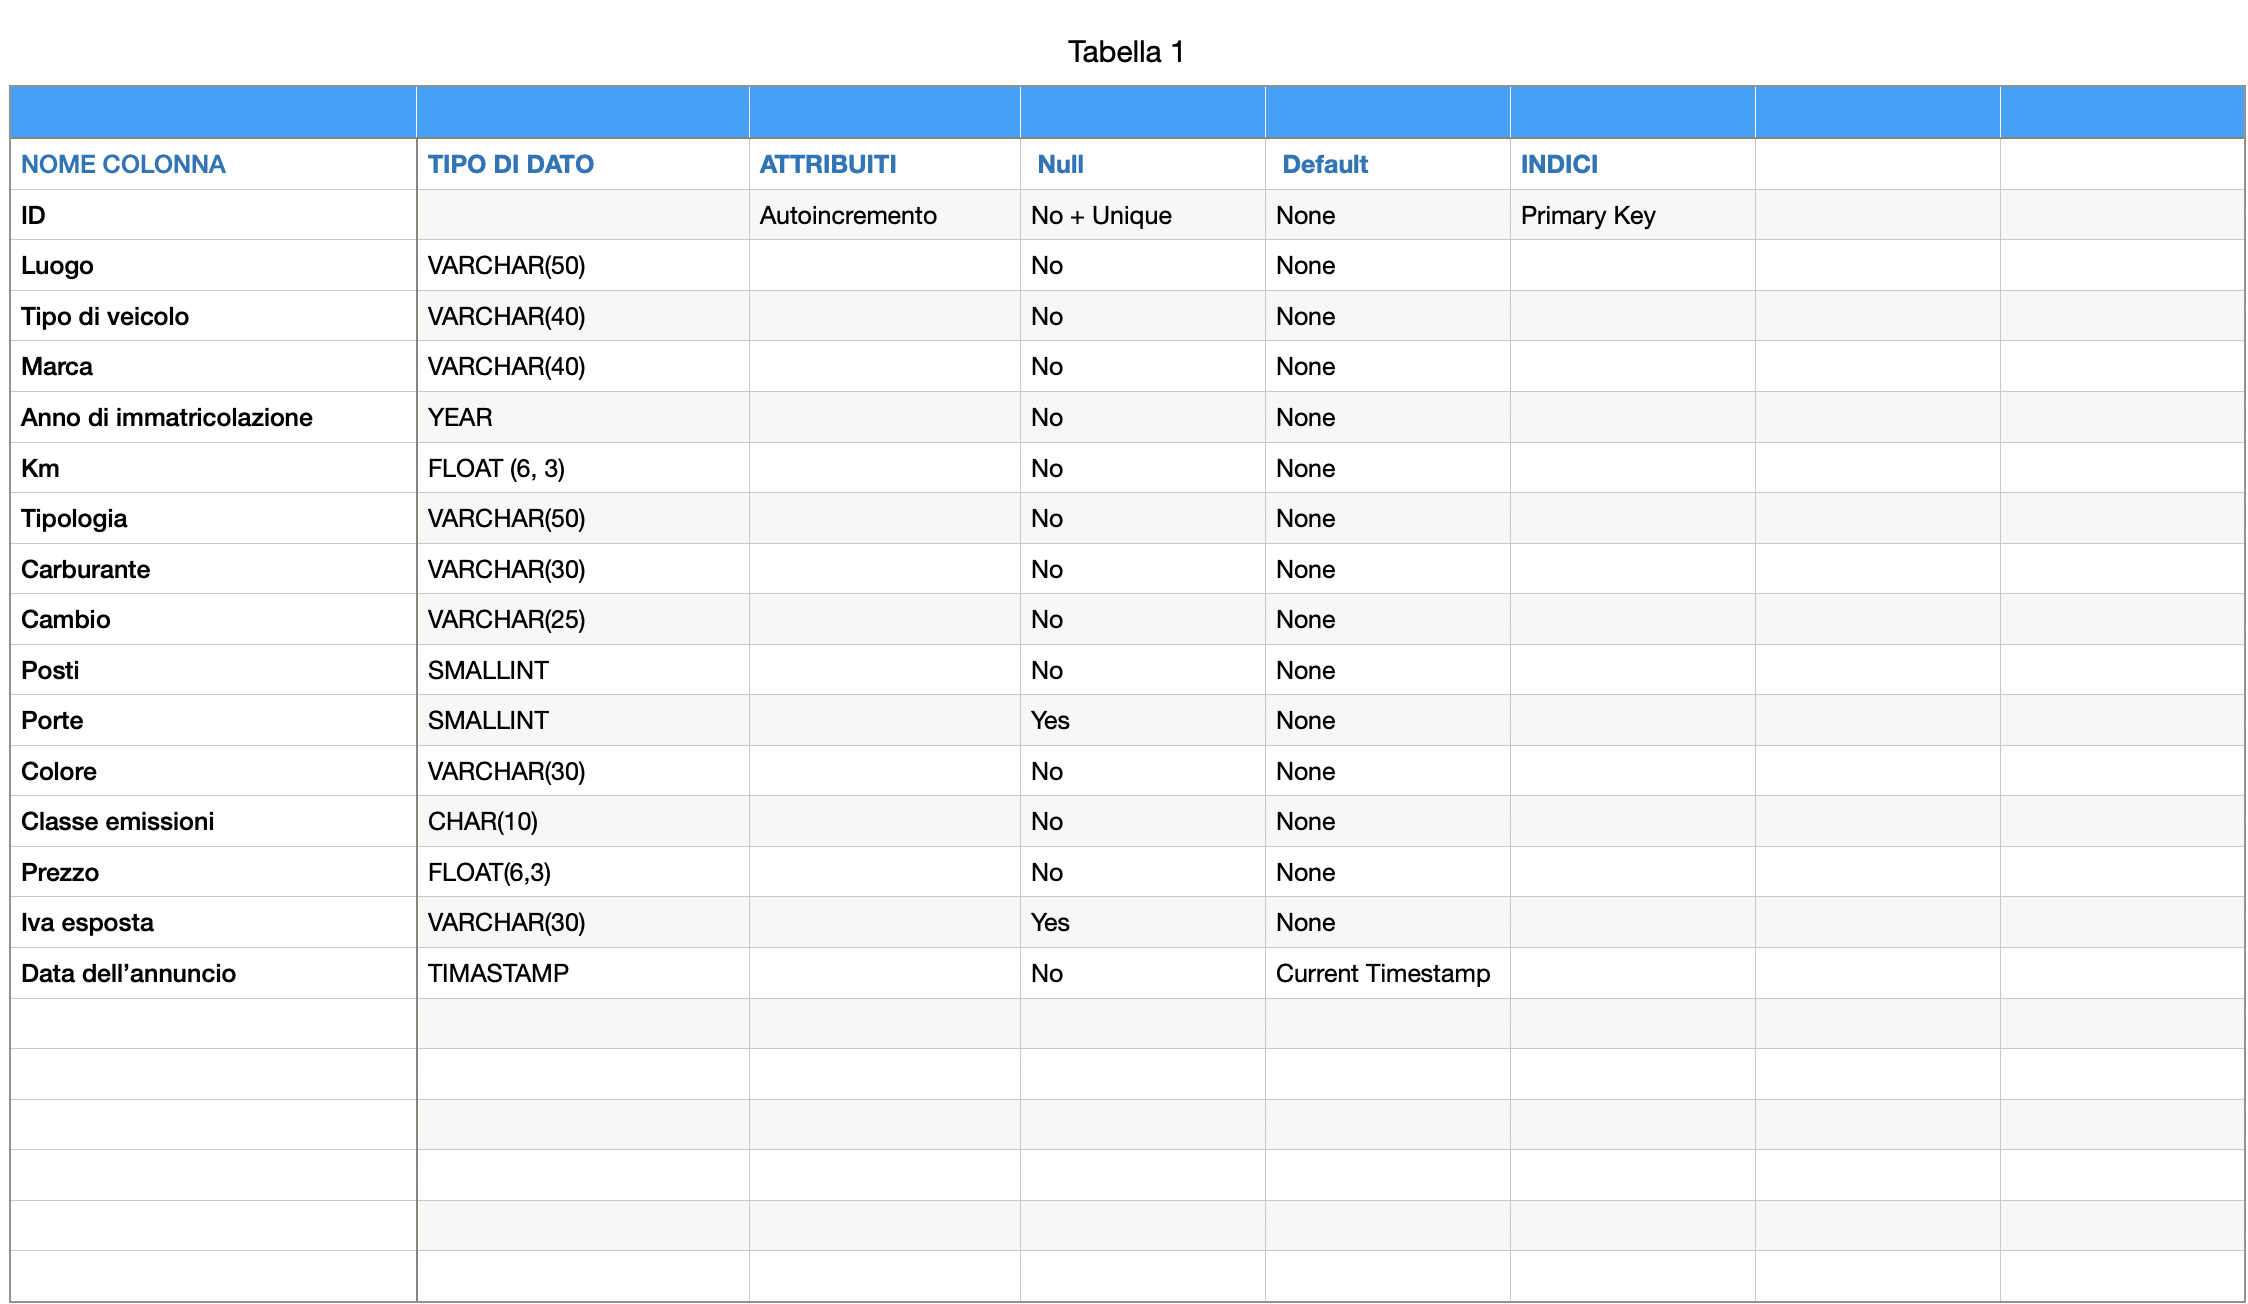 Tabella 1
NOME COLONNA TIPO DI DATO ATTRIBUITI Null Default INDICI
ID Autoincremento No + Unique None Primary Key
Luogo VARCHAR(50) No None
Tipo di veicolo VARCHAR(40) No None
Marca VARCHAR(40) No None
Anno di immatricolazione YEAR No None
Km FLOAT (6, 3) No None
Tipologia VARCHAR(50) No None
Carburante VARCHAR(30) No None
Cambio VARCHAR(25) No None
Posti SMALLINT No None
Porte SMALLINT Yes None
Colore VARCHAR(30) No None
Classe emissioni CHAR(10) No None
Prezzo FLOAT(6,3) No None
Iva esposta VARCHAR(30) Yes None
Data dell’annuncio TIMASTAMP No Current Timestamp